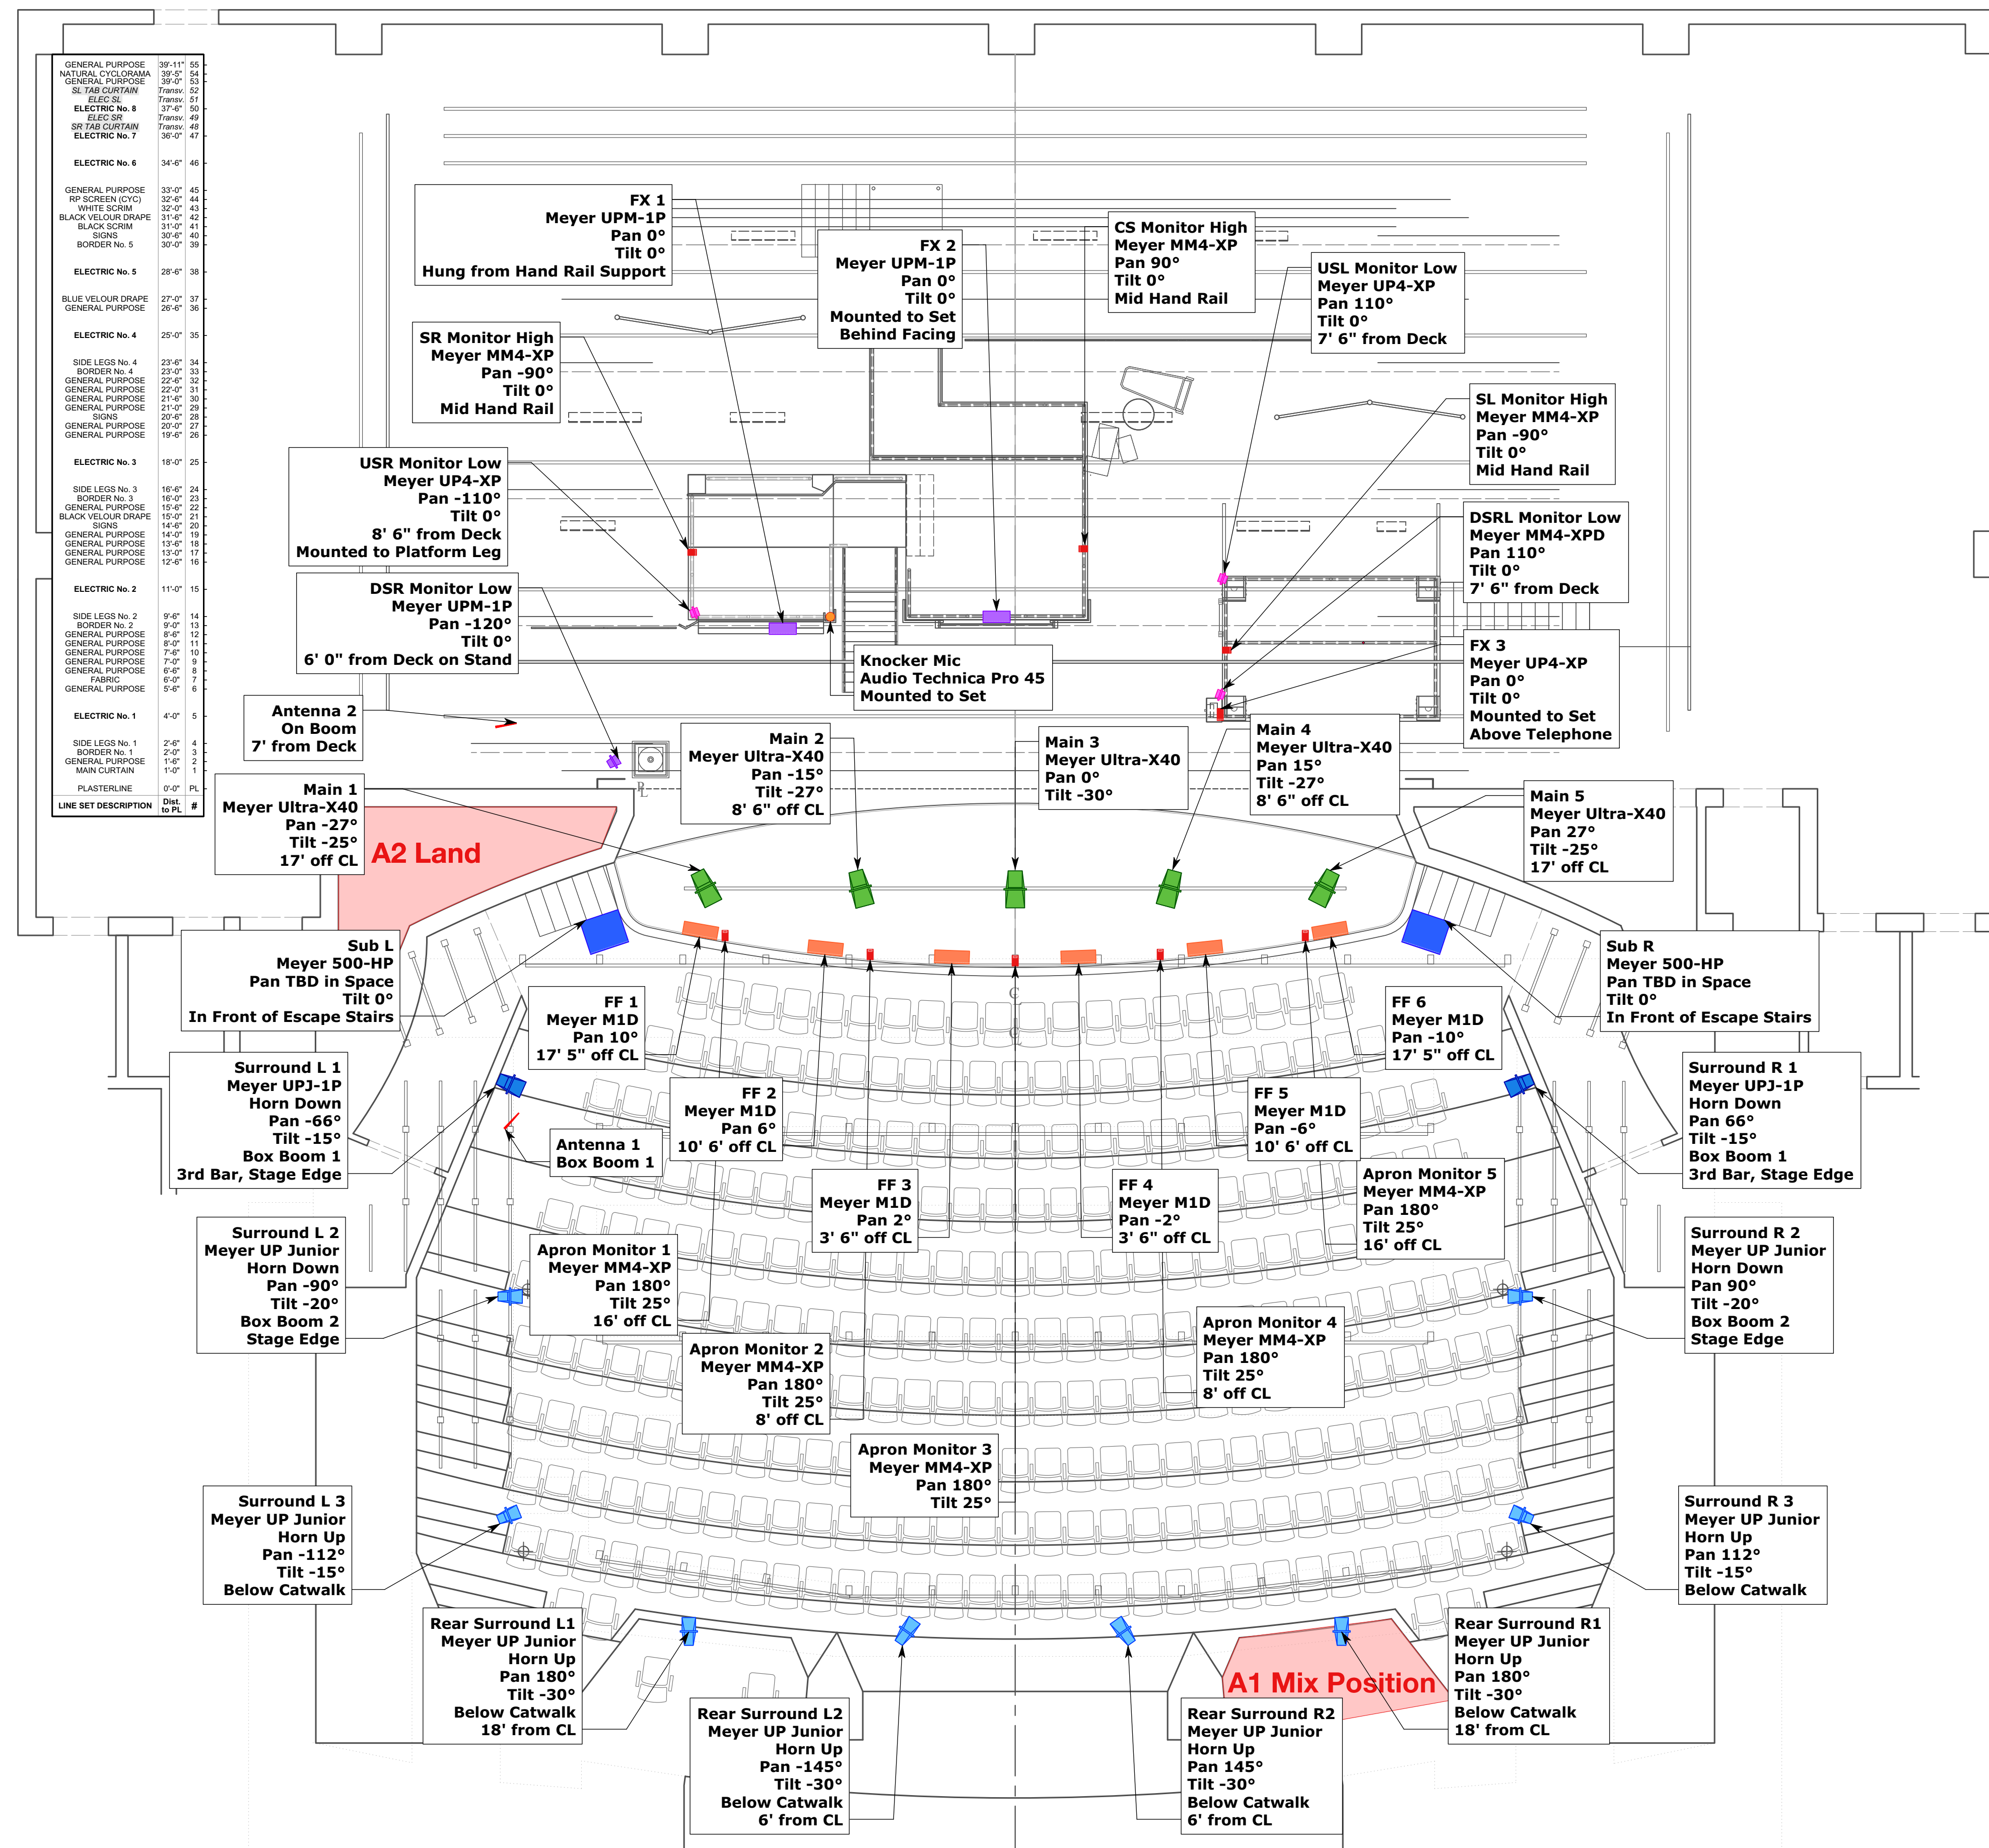 GENERAL PURPOSE 39'-11" 55
NATURAL CYCLORAMA 39'-5" 54
GENERAL PURPOSE 39'-0" 53
SL TAB CURTAIN Transv. 52
ELEC SL Transv. 51
ELECTRIC No. 8 37'-6" 50
ELEC SR Transv. 49
SR TAB CURTAIN Transv. 48
ELECTRIC No. 7 36'-0" 47
ELECTRIC No. 6 34'-6" 46
GENERAL PURPOSE 33'-0" 45
RP SCREEN (CYC) 32'-6" 44
WHITE SCRIM 32'-0" 43
BLACK VELOUR DRAPE 31'-6" 42
BLACK SCRIM 31'-0" 41
SIGNS 30'-6" 40
BORDER No. 5 30'-0" 39
ELECTRIC No. 5 28'-6" 38
BLUE VELOUR DRAPE 27'-0" 37
GENERAL PURPOSE 26'-6" 36
ELECTRIC No. 4 25'-0" 35
SIDE LEGS No. 4 23'-6" 34
BORDER No. 4 23'-0" 33
GENERAL PURPOSE 22'-6" 32
GENERAL PURPOSE 22'-0" 31
GENERAL PURPOSE 21'-6" 30
GENERAL PURPOSE 21'-0" 29
SIGNS 20'-6" 28
GENERAL PURPOSE 20'-0" 27
GENERAL PURPOSE 19'-6" 26
ELECTRIC No. 3 18'-0" 25
SIDE LEGS No. 3 16'-6" 24
BORDER No. 3 16'-0" 23
GENERAL PURPOSE 15'-6" 22
BLACK VELOUR DRAPE 15'-0" 21
SIGNS 14'-6" 20
GENERAL PURPOSE 14'-0" 19
GENERAL PURPOSE 13'-6" 18
GENERAL PURPOSE 13'-0" 17
GENERAL PURPOSE 12'-6" 16
ELECTRIC No. 2 11'-0" 15
SIDE LEGS No. 2 9'-6" 14
BORDER No. 2 9'-0" 13
GENERAL PURPOSE 8'-6" 12
GENERAL PURPOSE 8'-0" 11
GENERAL PURPOSE 7'-6" 10
GENERAL PURPOSE 7'-0" 9
GENERAL PURPOSE 6'-6" 8
FABRIC 6'-0" 7
GENERAL PURPOSE 5'-6" 6
ELECTRIC No. 1 4'-0" 5
SIDE LEGS No. 1 2'-6" 4
BORDER No. 1 2'-0" 3
GENERAL PURPOSE 1'-6" 2
MAIN CURTAIN 1'-0" 1
PLASTERLINE 0'-0" PL
LINE SET DESCRIPTION Dist. to PL #
FX 1
Meyer UPM-1P
Pan 0°
Tilt 0°
Hung from Hand Rail Support
FX 2
Meyer UPM-1P
Pan 0°
Tilt 0°
Mounted to Set
Behind Facing
CS Monitor High
Meyer MM4-XP
Pan 90°
Tilt 0°
Mid Hand Rail
USL Monitor Low
Meyer UP4-XP
Pan 110°
Tilt 0°
7' 6" from Deck
SR Monitor High
Meyer MM4-XP
Pan -90°
Tilt 0°
Mid Hand Rail
SL Monitor High
Meyer MM4-XP
Pan -90°
Tilt 0°
Mid Hand Rail
USR Monitor Low
Meyer UP4-XP
Pan -110°
Tilt 0°
8' 6" from Deck
Mounted to Platform Leg
DSRL Monitor Low
Meyer MM4-XPD
Pan 110°
Tilt 0°
7' 6" from Deck
DSR Monitor Low
Meyer UPM-1P
Pan -120°
Tilt 0°
6' 0" from Deck on Stand
Knocker Mic
Audio Technica Pro 45
Mounted to Set
FX 3
Meyer UP4-XP
Pan 0°
Tilt 0°
Mounted to Set
Above Telephone
Antenna 2
On Boom
7' from Deck
Main 1
Meyer Ultra-X40
Pan -27°
Tilt -25°
17' off CL
Main 2
Meyer Ultra-X40
Pan -15°
Tilt -27°
8' 6" off CL
Main 3
Meyer Ultra-X40
Pan 0°
Tilt -30°
Main 4
Meyer Ultra-X40
Pan 15°
Tilt -27°
8' 6" off CL
Main 5
Meyer Ultra-X40
Pan 27°
Tilt -25°
17' off CL
A2 Land
Sub L
Meyer 500-HP
Pan TBD in Space
Tilt 0°
In Front of Escape Stairs
Sub R
Meyer 500-HP
Pan TBD in Space
Tilt 0°
In Front of Escape Stairs
FF 1
Meyer M1D
Pan 10°
17' 5" off CL
FF 6
Meyer M1D
Pan -10°
17' 5" off CL
Surround L 1
Meyer UPJ-1P
Horn Down
Pan -66°
Tilt -15°
Box Boom 1
3rd Bar, Stage Edge
Antenna 1
Box Boom 1
FF 2
Meyer M1D
Pan 6°
10' 6' off CL
FF 5
Meyer M1D
Pan -6°
10' 6' off CL
Surround R 1
Meyer UPJ-1P
Horn Down
Pan 66°
Tilt -15°
Box Boom 1
3rd Bar, Stage Edge
FF 3
Meyer M1D
Pan 2°
3' 6" off CL
FF 4
Meyer M1D
Pan -2°
3' 6" off CL
Apron Monitor 5
Meyer MM4-XP
Pan 180°
Tilt 25°
16' off CL
Surround L 2
Meyer UP Junior
Horn Down
Pan -90°
Tilt -20°
Box Boom 2
Stage Edge
Apron Monitor 1
Meyer MM4-XP
Pan 180°
Tilt 25°
16' off CL
Surround R 2
Meyer UP Junior
Horn Down
Pan 90°
Tilt -20°
Box Boom 2
Stage Edge
Apron Monitor 2
Meyer MM4-XP
Pan 180°
Tilt 25°
8' off CL
Apron Monitor 4
Meyer MM4-XP
Pan 180°
Tilt 25°
8' off CL
Apron Monitor 3
Meyer MM4-XP
Pan 180°
Tilt 25°
Surround L 3
Meyer UP Junior
Horn Up
Pan -112°
Tilt -15°
Below Catwalk
Surround R 3
Meyer UP Junior
Horn Up
Pan 112°
Tilt -15°
Below Catwalk
Rear Surround L1
Meyer UP Junior
Horn Up
Pan 180°
Tilt -30°
Below Catwalk
18' from CL
Rear Surround L2
Meyer UP Junior
Horn Up
Pan -145°
Tilt -30°
Below Catwalk
6' from CL
Rear Surround R2
Meyer UP Junior
Horn Up
Pan 145°
Tilt -30°
Below Catwalk
6' from CL
A1 Mix Position
Rear Surround R1
Meyer UP Junior
Horn Up
Pan 180°
Tilt -30°
Below Catwalk
18' from CL